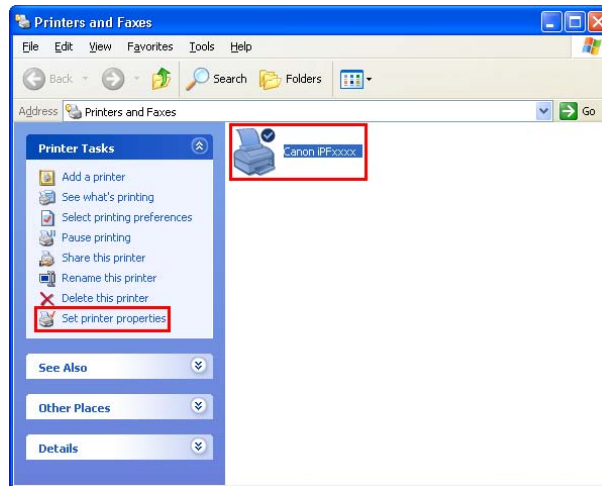 Printers and Faxes
File Edit View Favorites Tools Help
Back Search Folders
Address Printers and Faxes Go
Printer Tasks
Canon iPFxxxx
Add a printer
See what's printing
Select printing preferences
Pause printing
Share this printer
Rename this printer
Delete this printer
Set printer properties
See Also
Other Places
Details